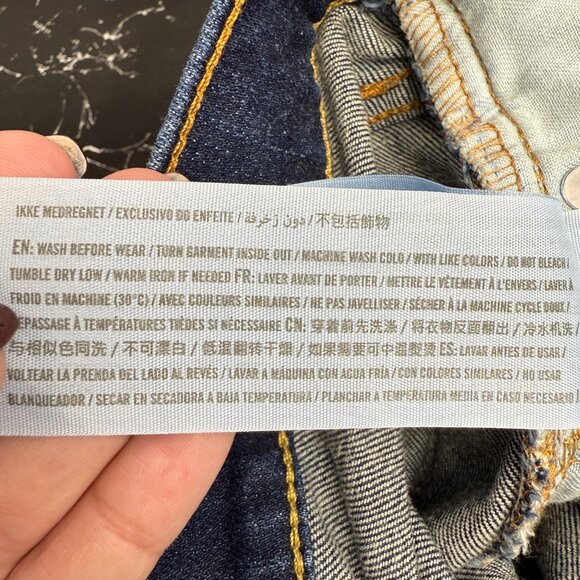 IKKE MEDREGNET / EXCLUSIVO DO ENFEITE / دون زخرفة / 不包括飾物
EN: WASH BEFORE WEAR / TURN GARMENT INSIDE OUT / MACHINE WASH COLD / WITH LIKE COLORS / DO NOT BLEACH /
TUMBLE DRY LOW / WARM IRON IF NEEDED FR: LAVER AVANT DE PORTER / METTRE LE VÊTEMENT À L'ENVERS / LAVER À
FROID EN MACHINE (30°C) / AVEC COULEURS SIMILAIRES / NE PAS JAVELLISER / SÉCHER À LA MACHINE CYCLE DOUX /
REPASSAGE À TEMPÉRATURES TIÈDES SI NÉCESSAIRE CN: 穿着前先洗涤 / 将衣物反面翻出 / 冷水机洗 /
与相似色同洗 / 不可漂白 / 低温翻转干燥 / 如果需要可中温熨烫 ES: LAVAR ANTES DE USAR /
VOLTEAR LA PRENDA DEL LADO AL REVÉS / LAVAR A MÁQUINA CON AGUA FRÍA / CON COLORES SIMILARES / NO USAR
BLANQUEADOR / SECAR EN SECADORA A BAJA TEMPERATURA / PLANCHAR A TEMPERATURA MEDIA EN CASO NECESARIO